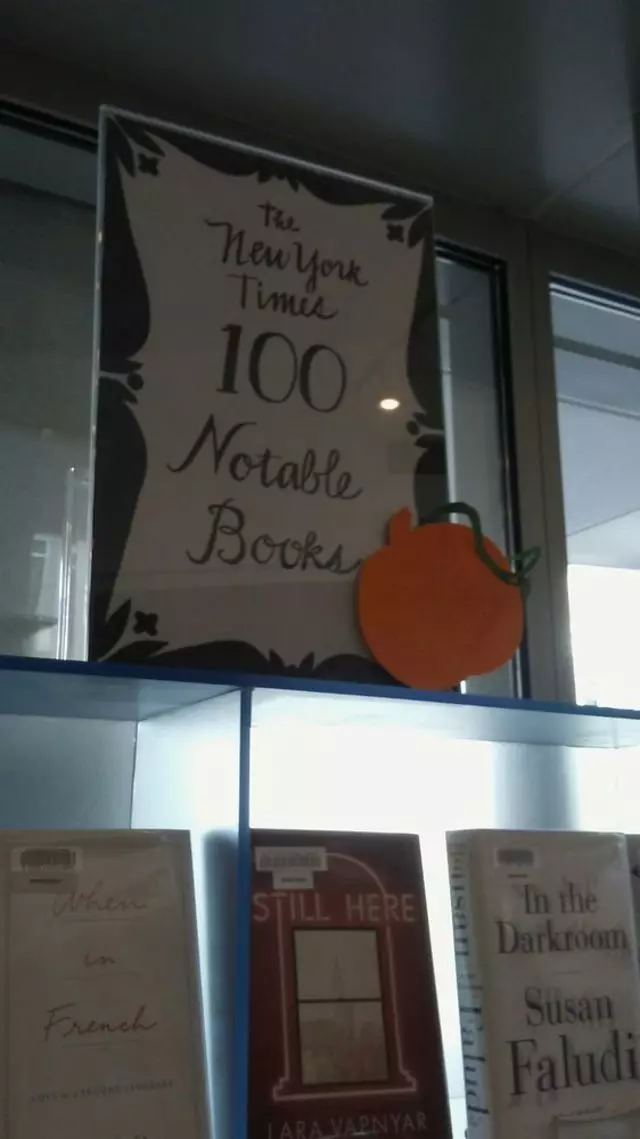 the
New York
Times
100
Notable
Books
When
in
French
STILL HERE
LARA VAPNYAR
In the
Darkroom
Susan
Faludi